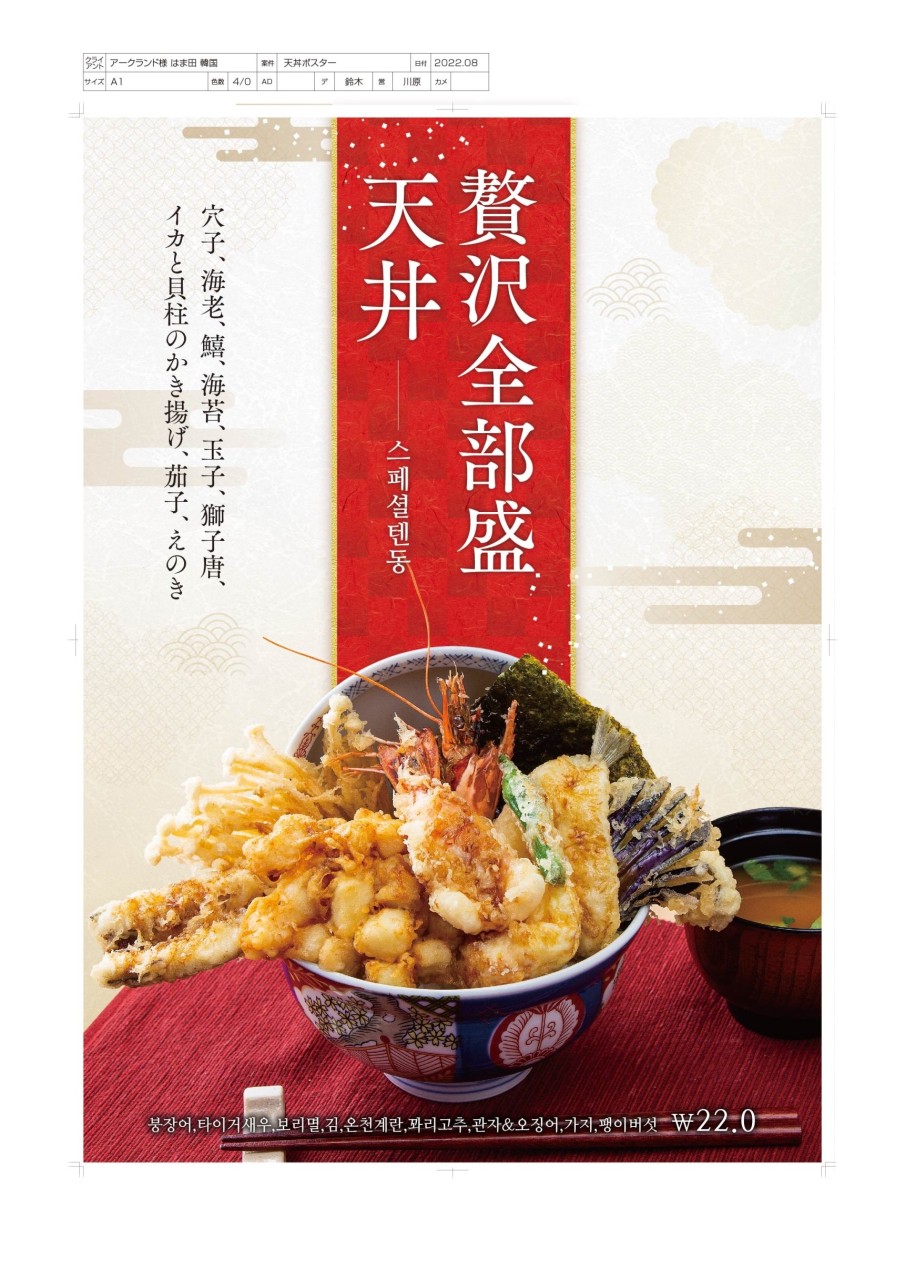 クライアント アークランド様 はま田 韓国 案件 天丼ポスター 日付 2022.08
サイズ A1 色数 4/0 AD デ 鈴木 営 川原 カメ
贅沢全部盛
天丼
스페셜텐동
穴子、海老、鱚、海苔、玉子、獅子唐、
イカと貝柱のかき揚げ、茄子、えのき
붕장어,타이거새우,보리멸,김,온천계란,꽈리고추,관자&오징어,가지,팽이버섯 ₩22.0